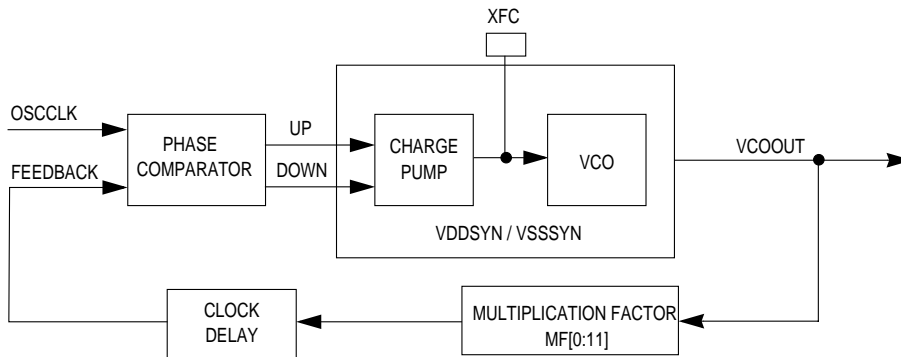 XFC
OSCCLK
PHASE
COMPARATOR
UP
CHARGE
PUMP
VCO
VCOOUT
FEEDBACK
DOWN
VDDSYN / VSSSYN
CLOCK
DELAY
MULTIPLICATION FACTOR
MF[0:11]